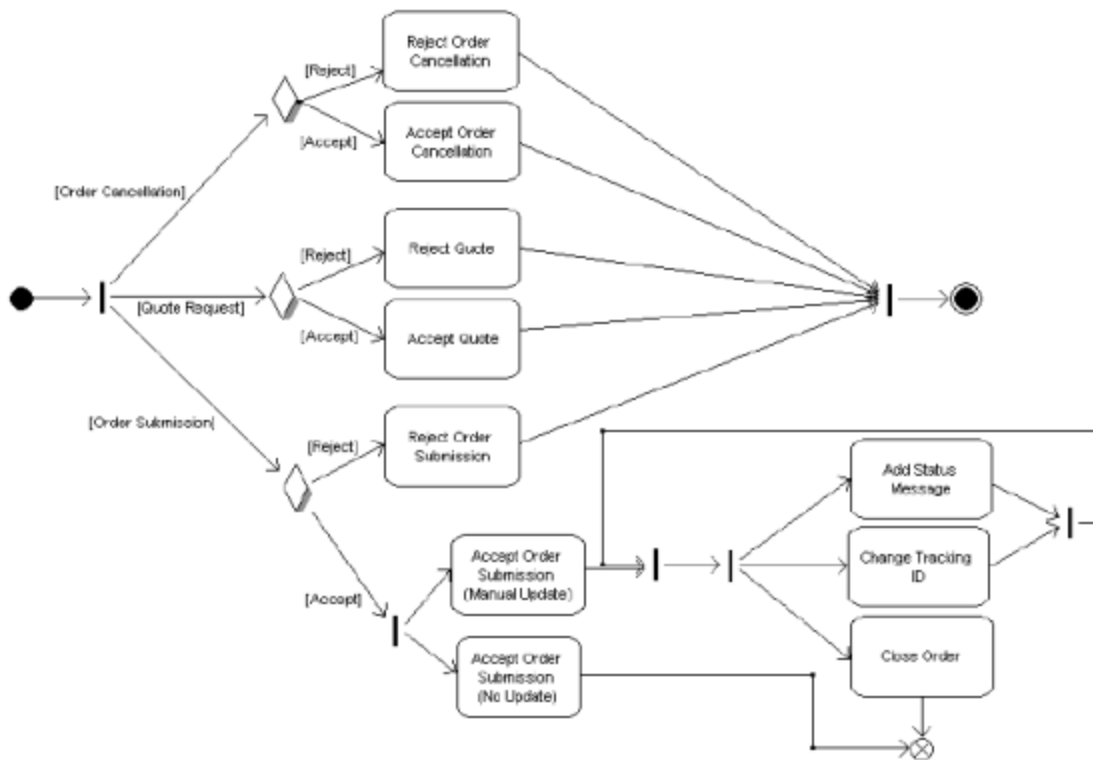 Reject Order
Cancellation
[Reject]
[Accept]
Accept Order
Cancellation
[Order Cancellation]
[Reject]
Reject Quote
[Quote Request]
[Accept]
Accept Quote
[Order Submission]
[Reject]
Reject Order
Submission
Add Status
Message
Accept Order
Submission
(Manual Update)
Change Tracking
ID
[Accept]
Accept Order
Submission
(No Update)
Close Order